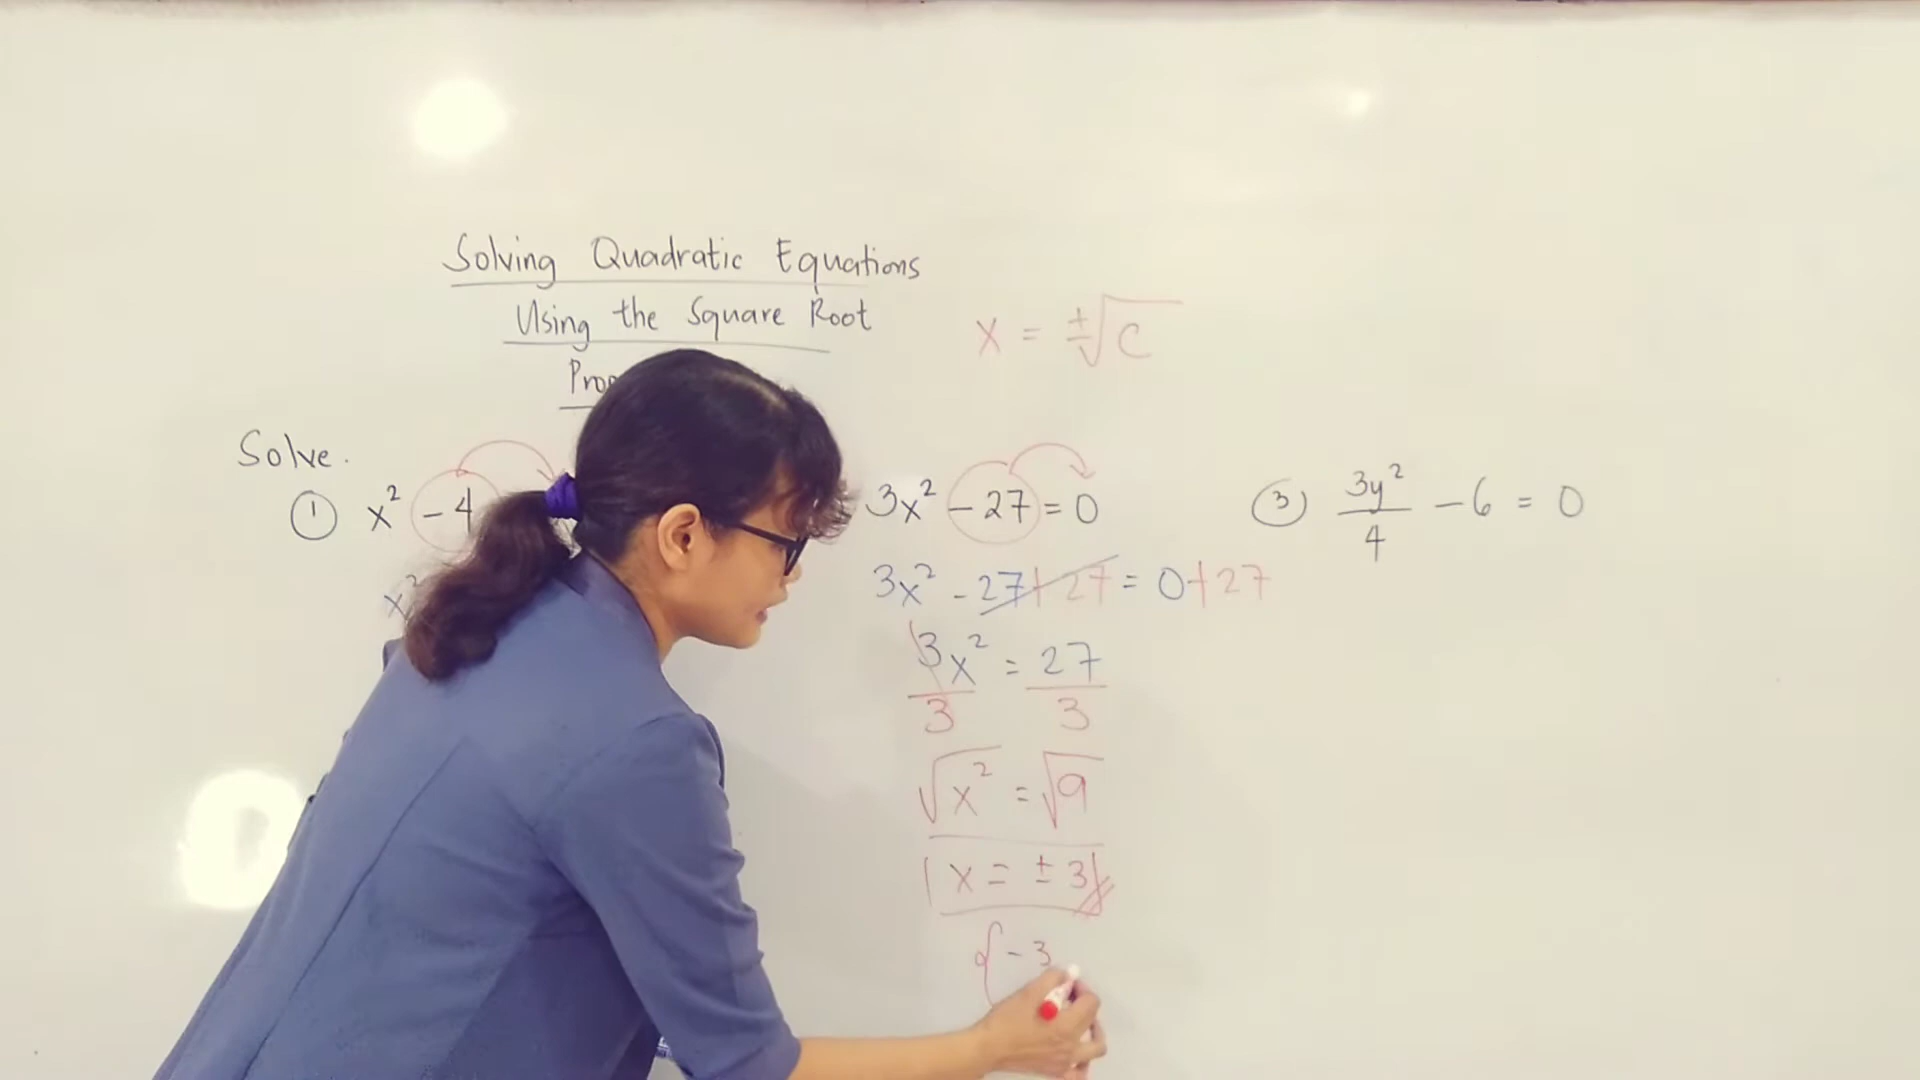 Solving Quadratic Equations
Using the Square Root
x = ±√c
Solve.
① x² - 4
3x² - 27 = 0
③ 3y²/4 - 6 = 0
x²
3x² - 27 + 27 = 0 + 27
3x²/3 = 27/3
√x² = √9
x = ± 3
{ - 3